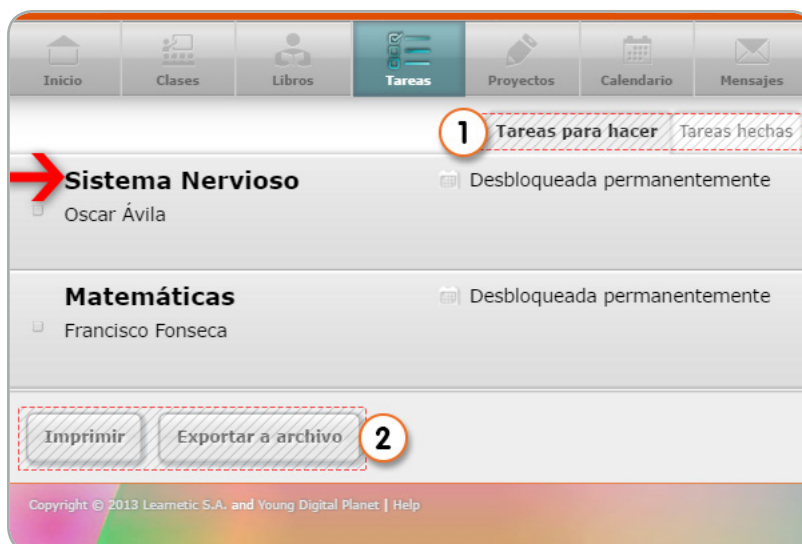 Inicio Clases Libros Tareas Proyectos Calendario Mensajes
1 Tareas para hacer Tareas hechas
Sistema Nervioso Desbloqueada permanentemente
Oscar Ávila
Matemáticas Desbloqueada permanentemente
Francisco Fonseca
Imprimir Exportar a archivo 2
Copyright © 2013 Learnetic S.A. and Young Digital Planet | Help